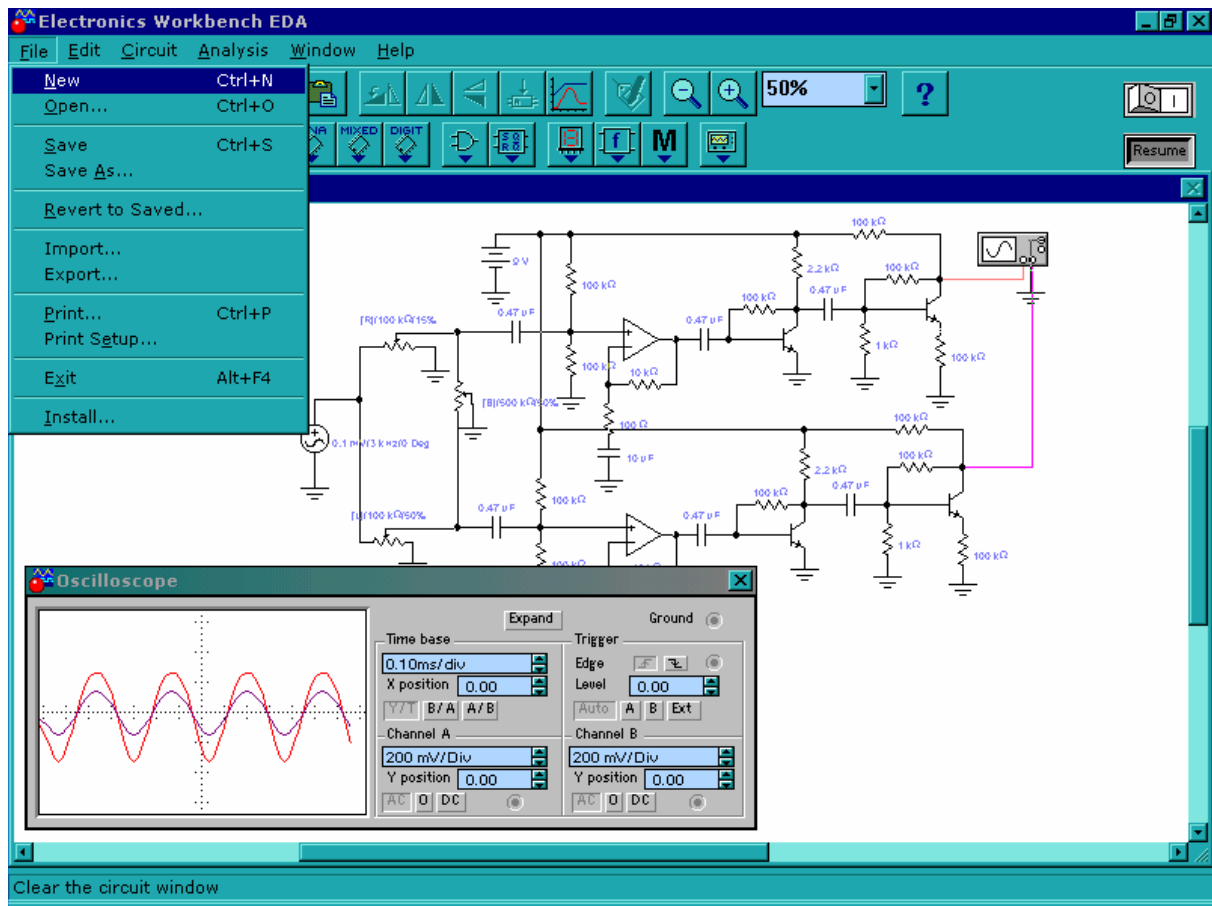 Electronics Workbench EDA
File Edit Circuit Analysis Window Help
New Ctrl+N
Open... Ctrl+O
Save Ctrl+S
Save As...
Revert to Saved...
Import...
Export...
Print... Ctrl+P
Print Setup...
Exit Alt+F4
Install...
50%
?
MIXED DIGIT
M
Resume
100 kΩ
100 kΩ
2.2 kΩ
100 kΩ
0.47 uF
100 kΩ
0.47 uF
0.47 uF
[R]/100 kΩ/15%
1 kΩ
100 kΩ
100 kΩ
10 kΩ
100 Ω
10 uF
0.1 mV/3 kHz/0 Deg
100 kΩ
100 kΩ
2.2 kΩ
0.47 uF
100 kΩ
100 kΩ
0.47 uF
0.47 uF
1 kΩ
100 kΩ
Oscilloscope
Expand
Ground
Time base
0.10ms/div
X position 0.00
Y/T B/A A/B
Trigger
Edge
Level 0.00
Auto A B Ext
Channel A
200 mV/Div
Y position 0.00
AC 0 DC
Channel B
200 mV/Div
Y position 0.00
AC 0 DC
Clear the circuit window